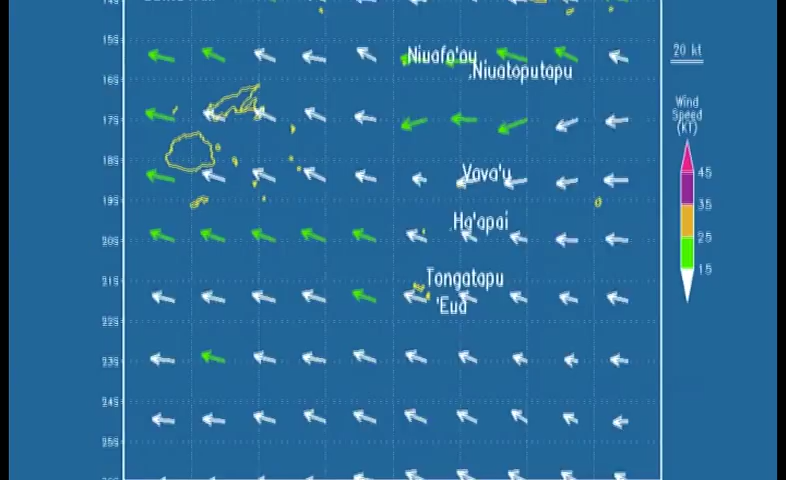 14S
15S
Niuafo'ou
20 kt
Niuatoputapu
16S
Wind
Speed
(KT)
17S
18S
Vava'u
45
19S
35
Ha'apai
20S
25
Tongatapu
15
21S
'Eua
22S
23S
24S
25S